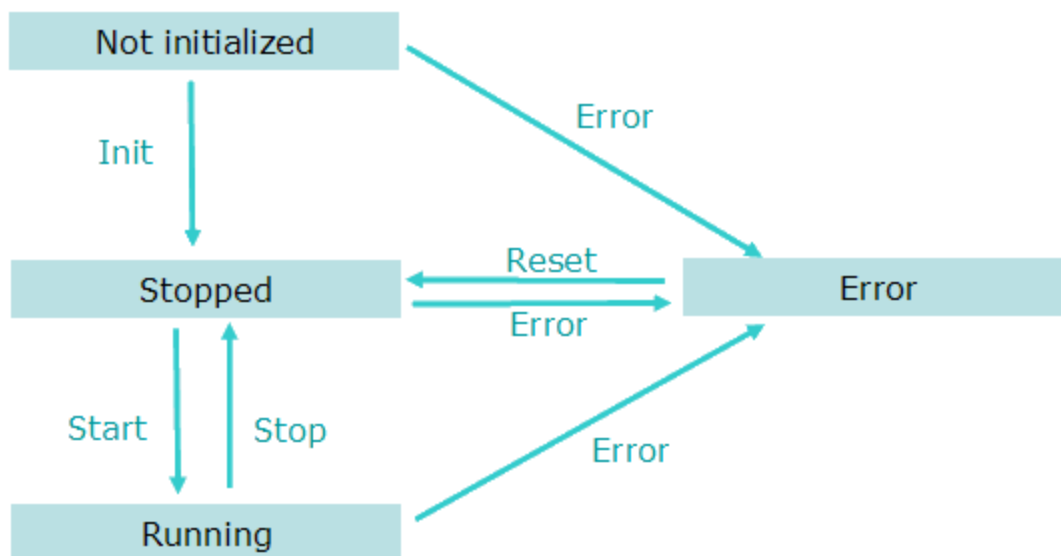 Not initialized
Error
Init
Reset
Stopped
Error
Error
Start
Stop
Error
Running